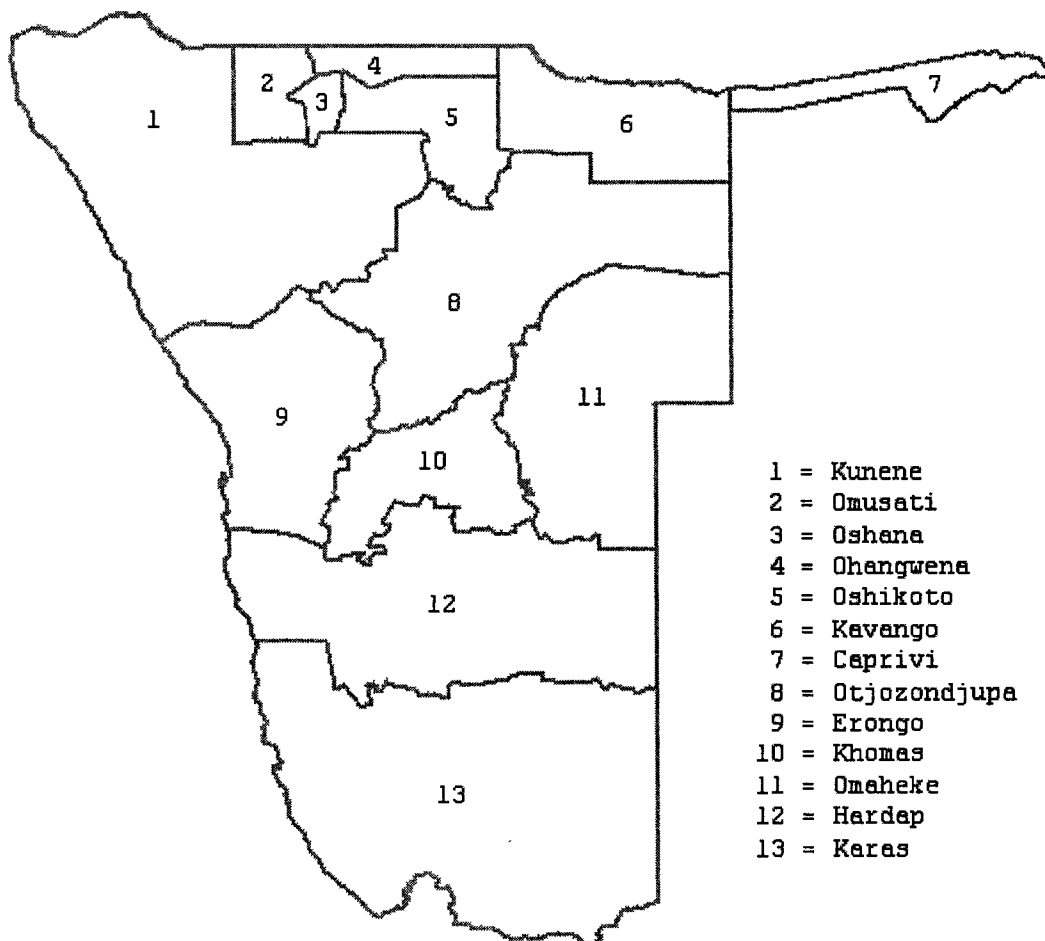 1
2
3
4
5
6
7
8
9
10
11
12
13
1 = Kunene
2 = Omusati
3 = Oshana
4 = Ohangwena
5 = Oshikoto
6 = Kavango
7 = Caprivi
8 = Otjozondjupa
9 = Erongo
10 = Khomas
11 = Omaheke
12 = Hardap
13 = Karas